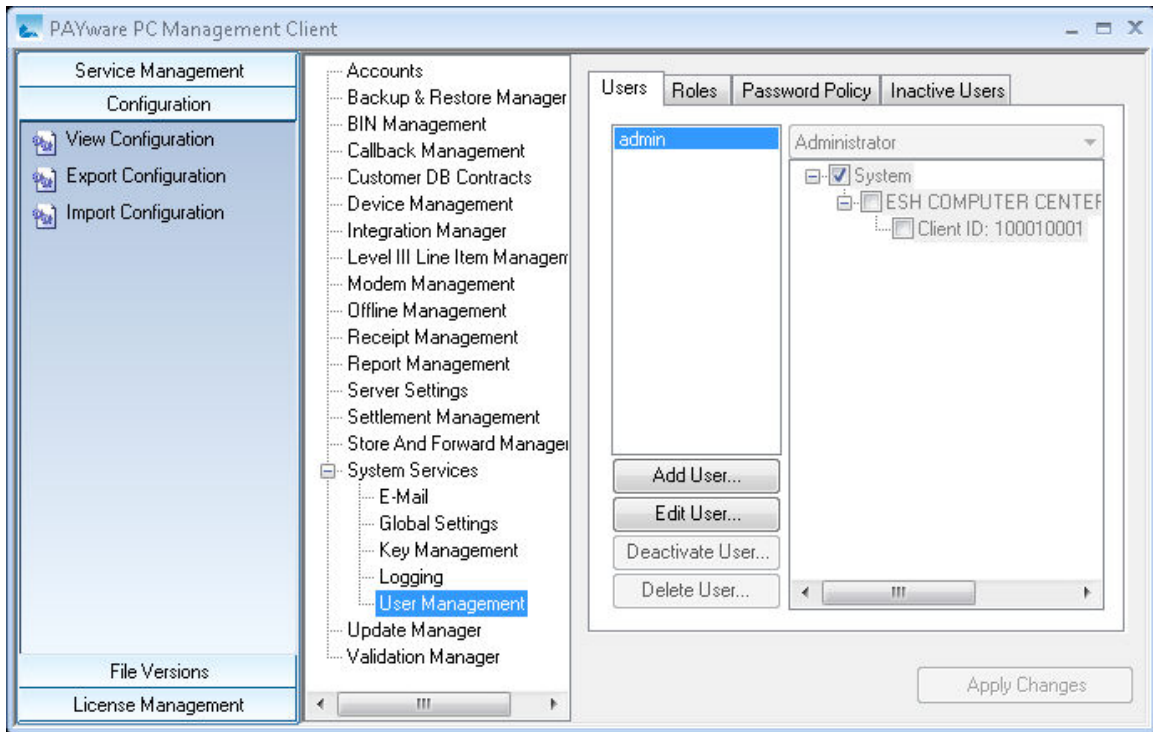 PAYware PC Management Client
Service Management
Configuration
View Configuration
Export Configuration
Import Configuration
File Versions
License Management
Accounts
Backup & Restore Manager
BIN Management
Callback Management
Customer DB Contracts
Device Management
Integration Manager
Level III Line Item Managem
Modem Management
Offline Management
Receipt Management
Report Management
Server Settings
Settlement Management
Store And Forward Manager
System Services
E-Mail
Global Settings
Key Management
Logging
User Management
Update Manager
Validation Manager
Users Roles Password Policy Inactive Users
admin
Add User...
Edit User...
Deactivate User...
Delete User...
Administrator
System
ESH COMPUTER CENTER
Client ID: 100010001
Apply Changes